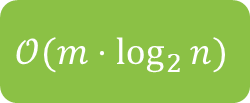 𝒪(m · log₂ n)